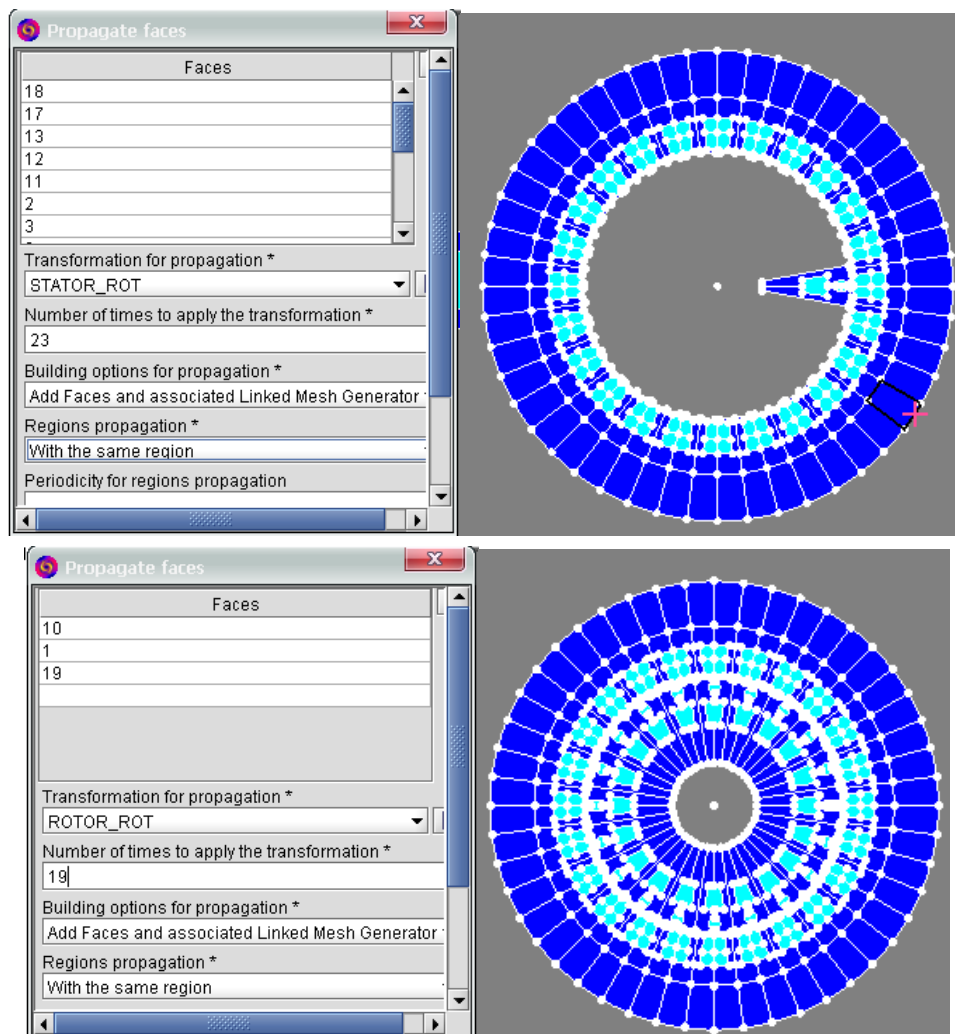 Propagate faces
Faces
18
17
13
12
11
2
3
Transformation for propagation *
STATOR_ROT
Number of times to apply the transformation *
23
Building options for propagation *
Add Faces and associated Linked Mesh Generator
Regions propagation *
With the same region
Periodicity for regions propagation
Propagate faces
Faces
10
1
19
Transformation for propagation *
ROTOR_ROT
Number of times to apply the transformation *
19
Building options for propagation *
Add Faces and associated Linked Mesh Generator
Regions propagation *
With the same region